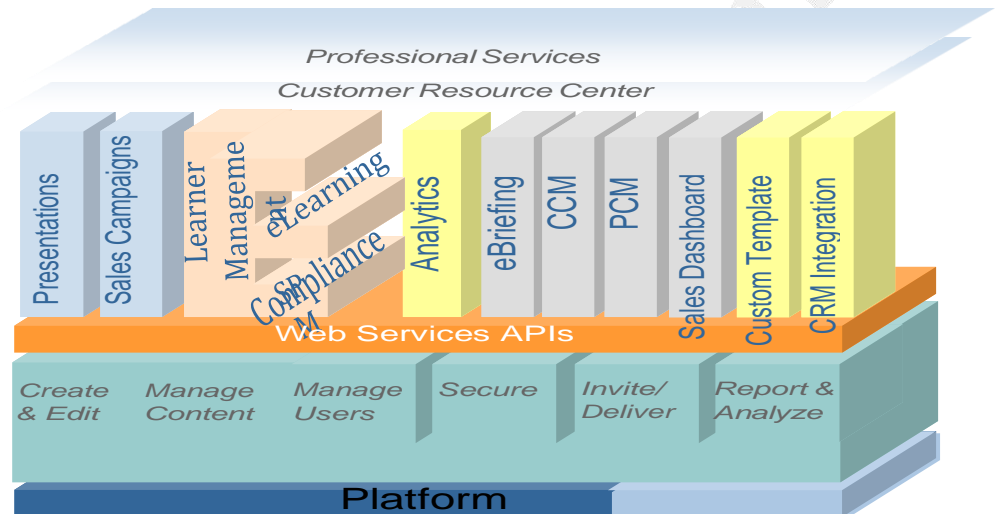 Professional Services
Customer Resource Center
Presentations
Sales Campaigns
Learner
Manageme
nt
eLearning
Compliance
SP
M
Analytics
eBriefing
CCM
PCM
Sales Dashboard
Custom Template
CRM Integration
Web Services APIs
Create
& Edit
Manage
Content
Manage
Users
Secure
Invite/
Deliver
Report &
Analyze
Platform